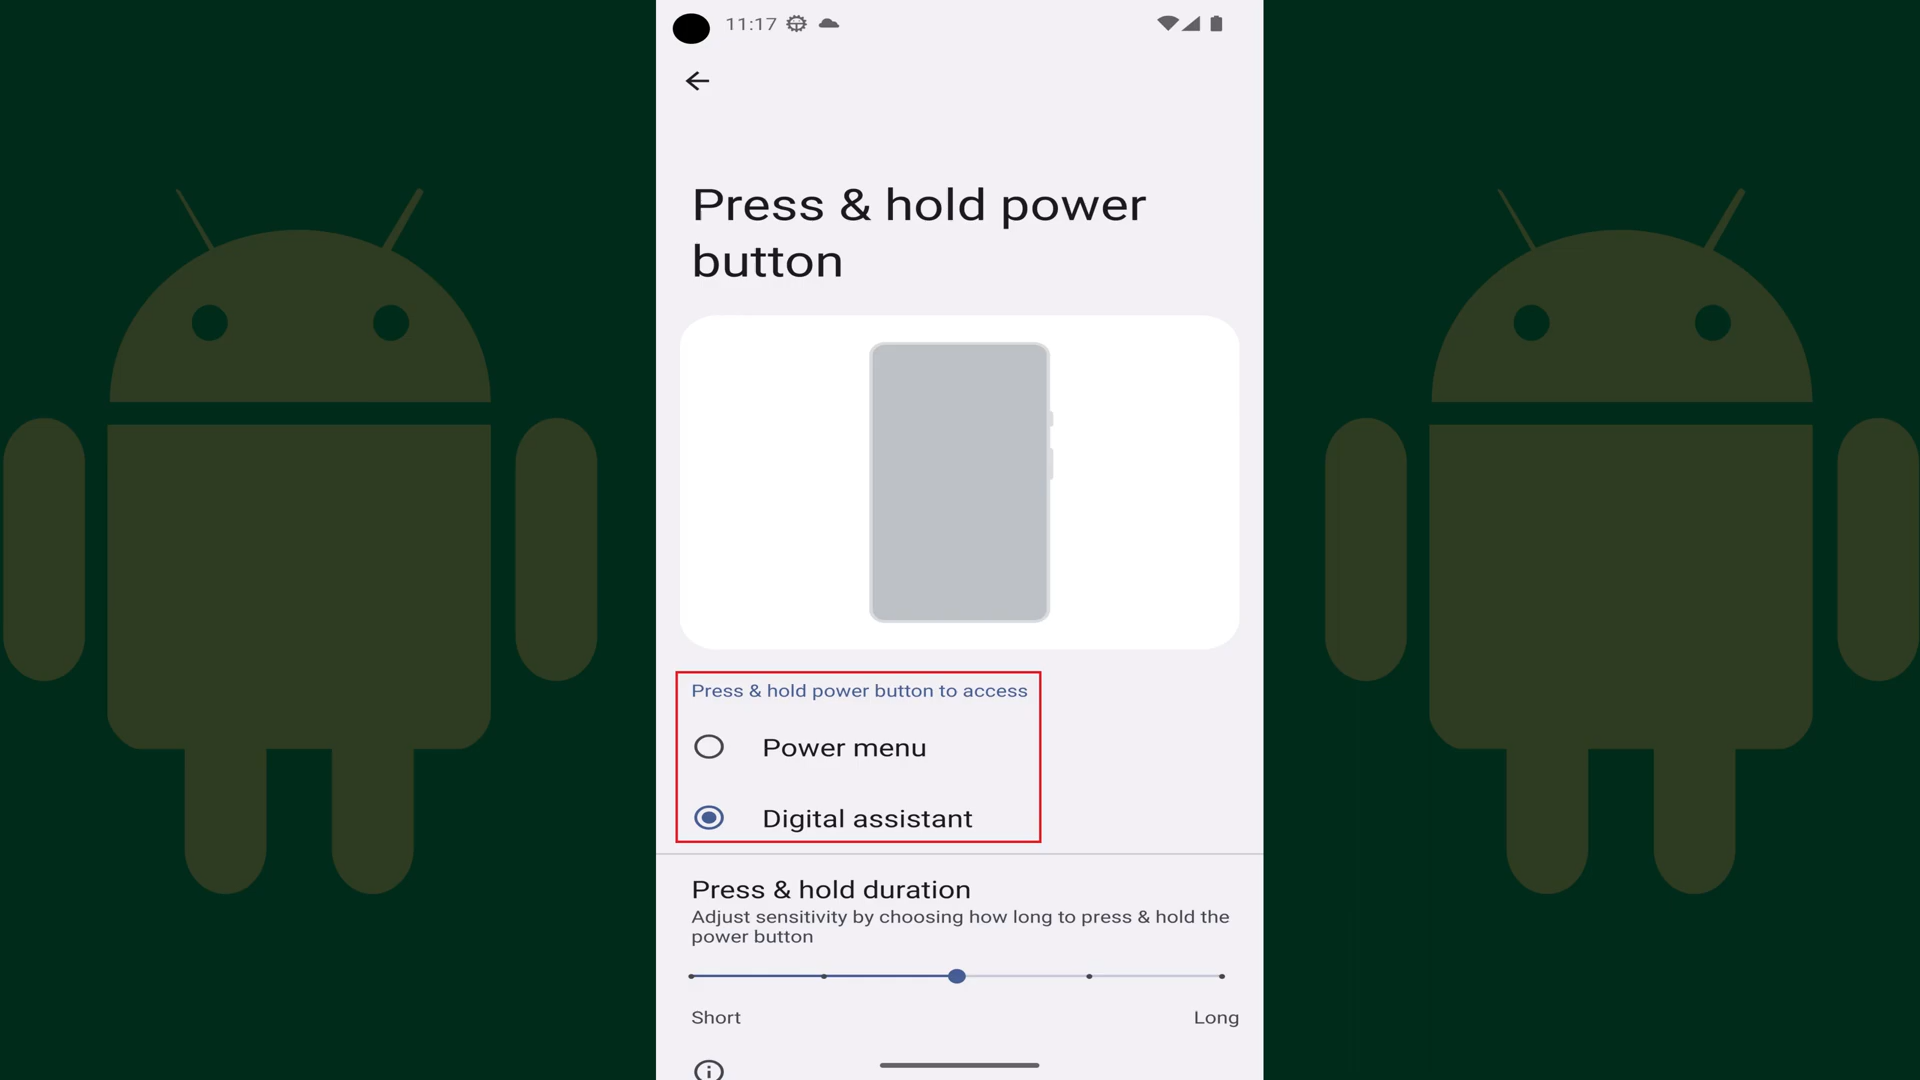 11:17
Press & hold power
button
Press & hold power button to access
Power menu
Digital assistant
Press & hold duration
Adjust sensitivity by choosing how long to press & hold the
power button
Short
Long